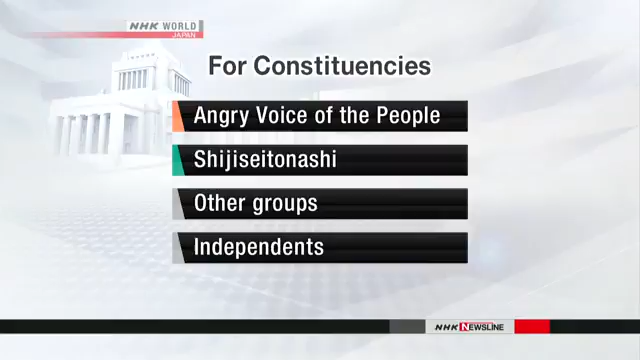 NHK WORLD
JAPAN
For Constituencies
Angry Voice of the People
Shijiseitonashi
Other groups
Independents
NHK NEWSLINE